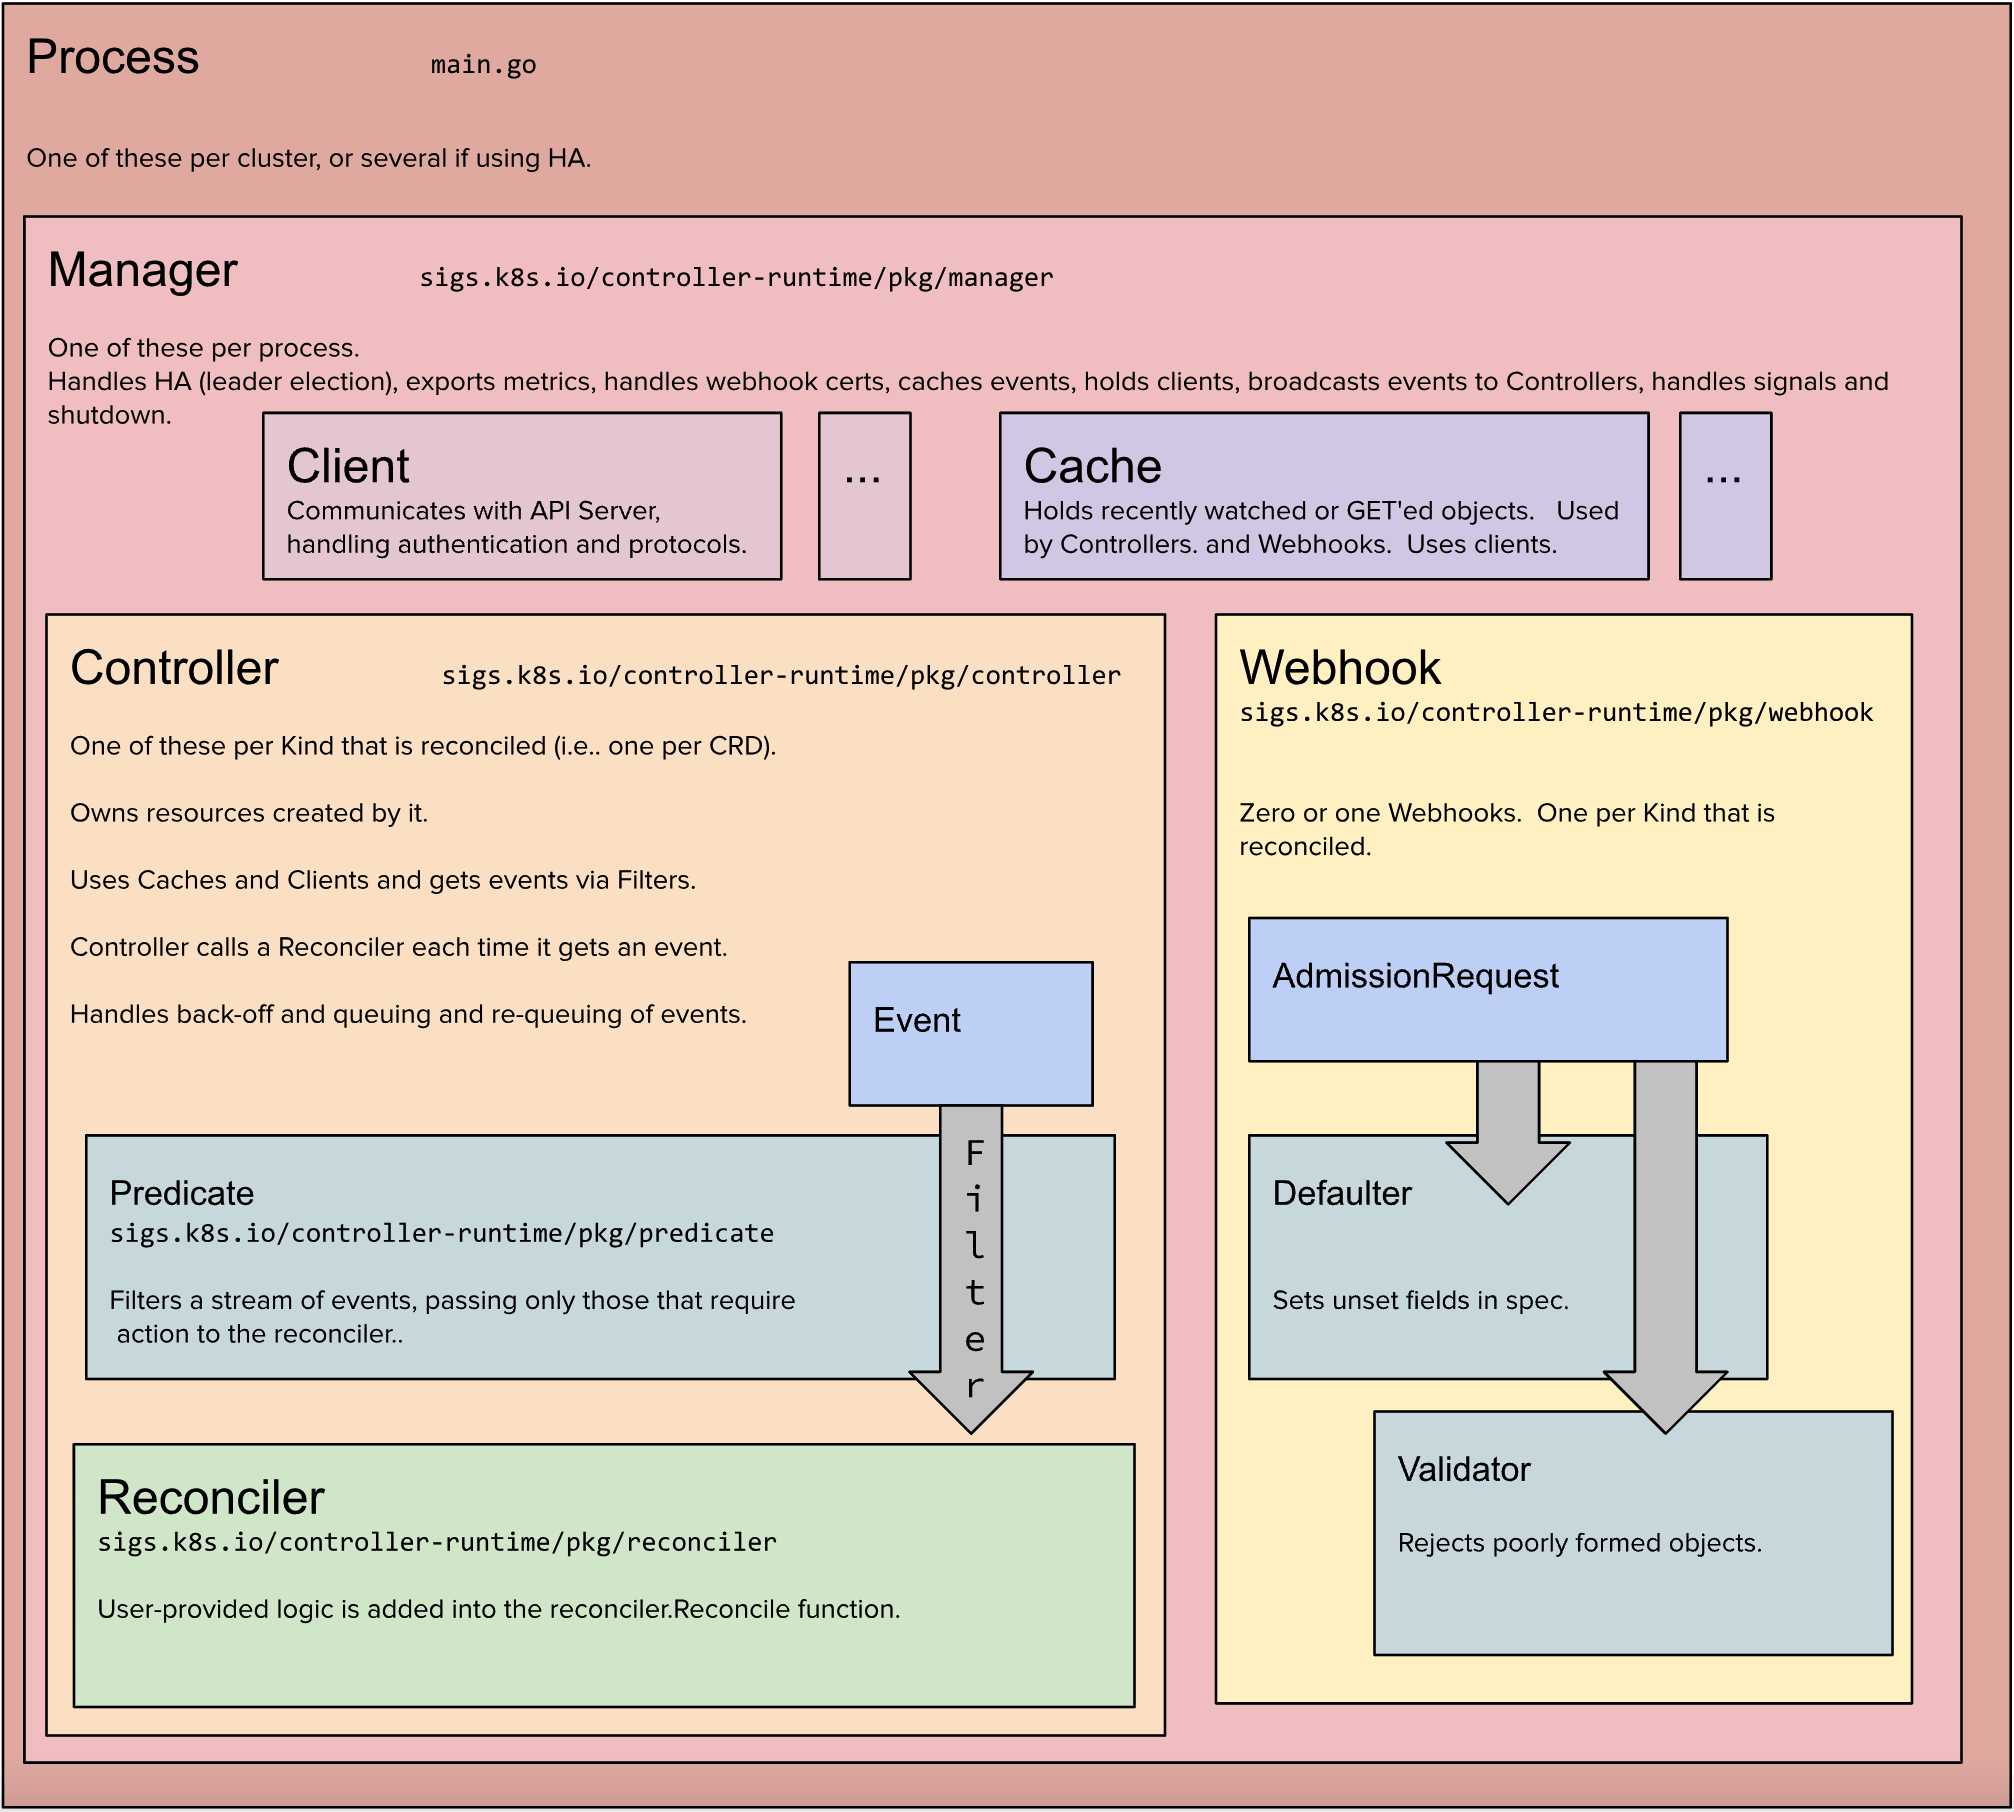 Process
main.go
One of these per cluster, or several if using HA.
Manager
sigs.k8s.io/controller-runtime/pkg/manager
One of these per process.
Handles HA (leader election), exports metrics, handles webhook certs, caches events, holds clients, broadcasts events to Controllers, handles signals and
shutdown.
Client
Communicates with API Server,
handling authentication and protocols.
...
Cache
Holds recently watched or GET'ed objects.   Used
by Controllers. and Webhooks.  Uses clients.
...
Controller
sigs.k8s.io/controller-runtime/pkg/controller
One of these per Kind that is reconciled (i.e.. one per CRD).
Owns resources created by it.
Uses Caches and Clients and gets events via Filters.
Controller calls a Reconciler each time it gets an event.
Handles back-off and queuing and re-queuing of events.
Event
Filter
Predicate
sigs.k8s.io/controller-runtime/pkg/predicate
Filters a stream of events, passing only those that require
action to the reconciler..
Reconciler
sigs.k8s.io/controller-runtime/pkg/reconciler
User-provided logic is added into the reconciler.Reconcile function.
Webhook
sigs.k8s.io/controller-runtime/pkg/webhook
Zero or one Webhooks.  One per Kind that is
reconciled.
AdmissionRequest
Defaulter
Sets unset fields in spec.
Validator
Rejects poorly formed objects.